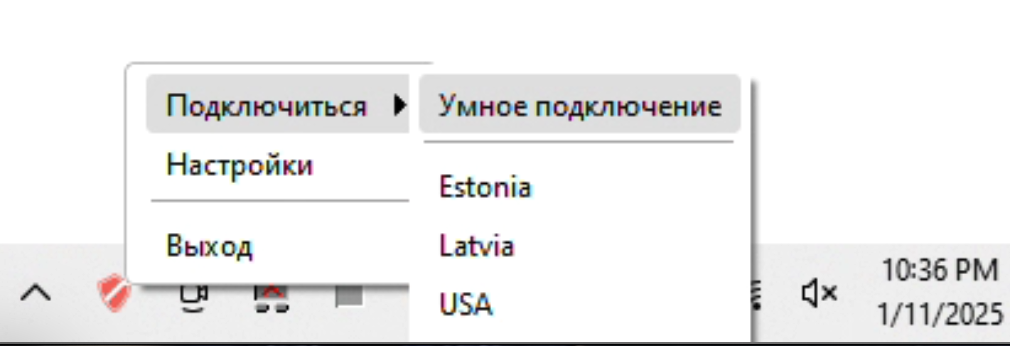 Подключиться
Умное подключение
Настройки
Estonia
Выход
Latvia
USA
10:36 PM
1/11/2025